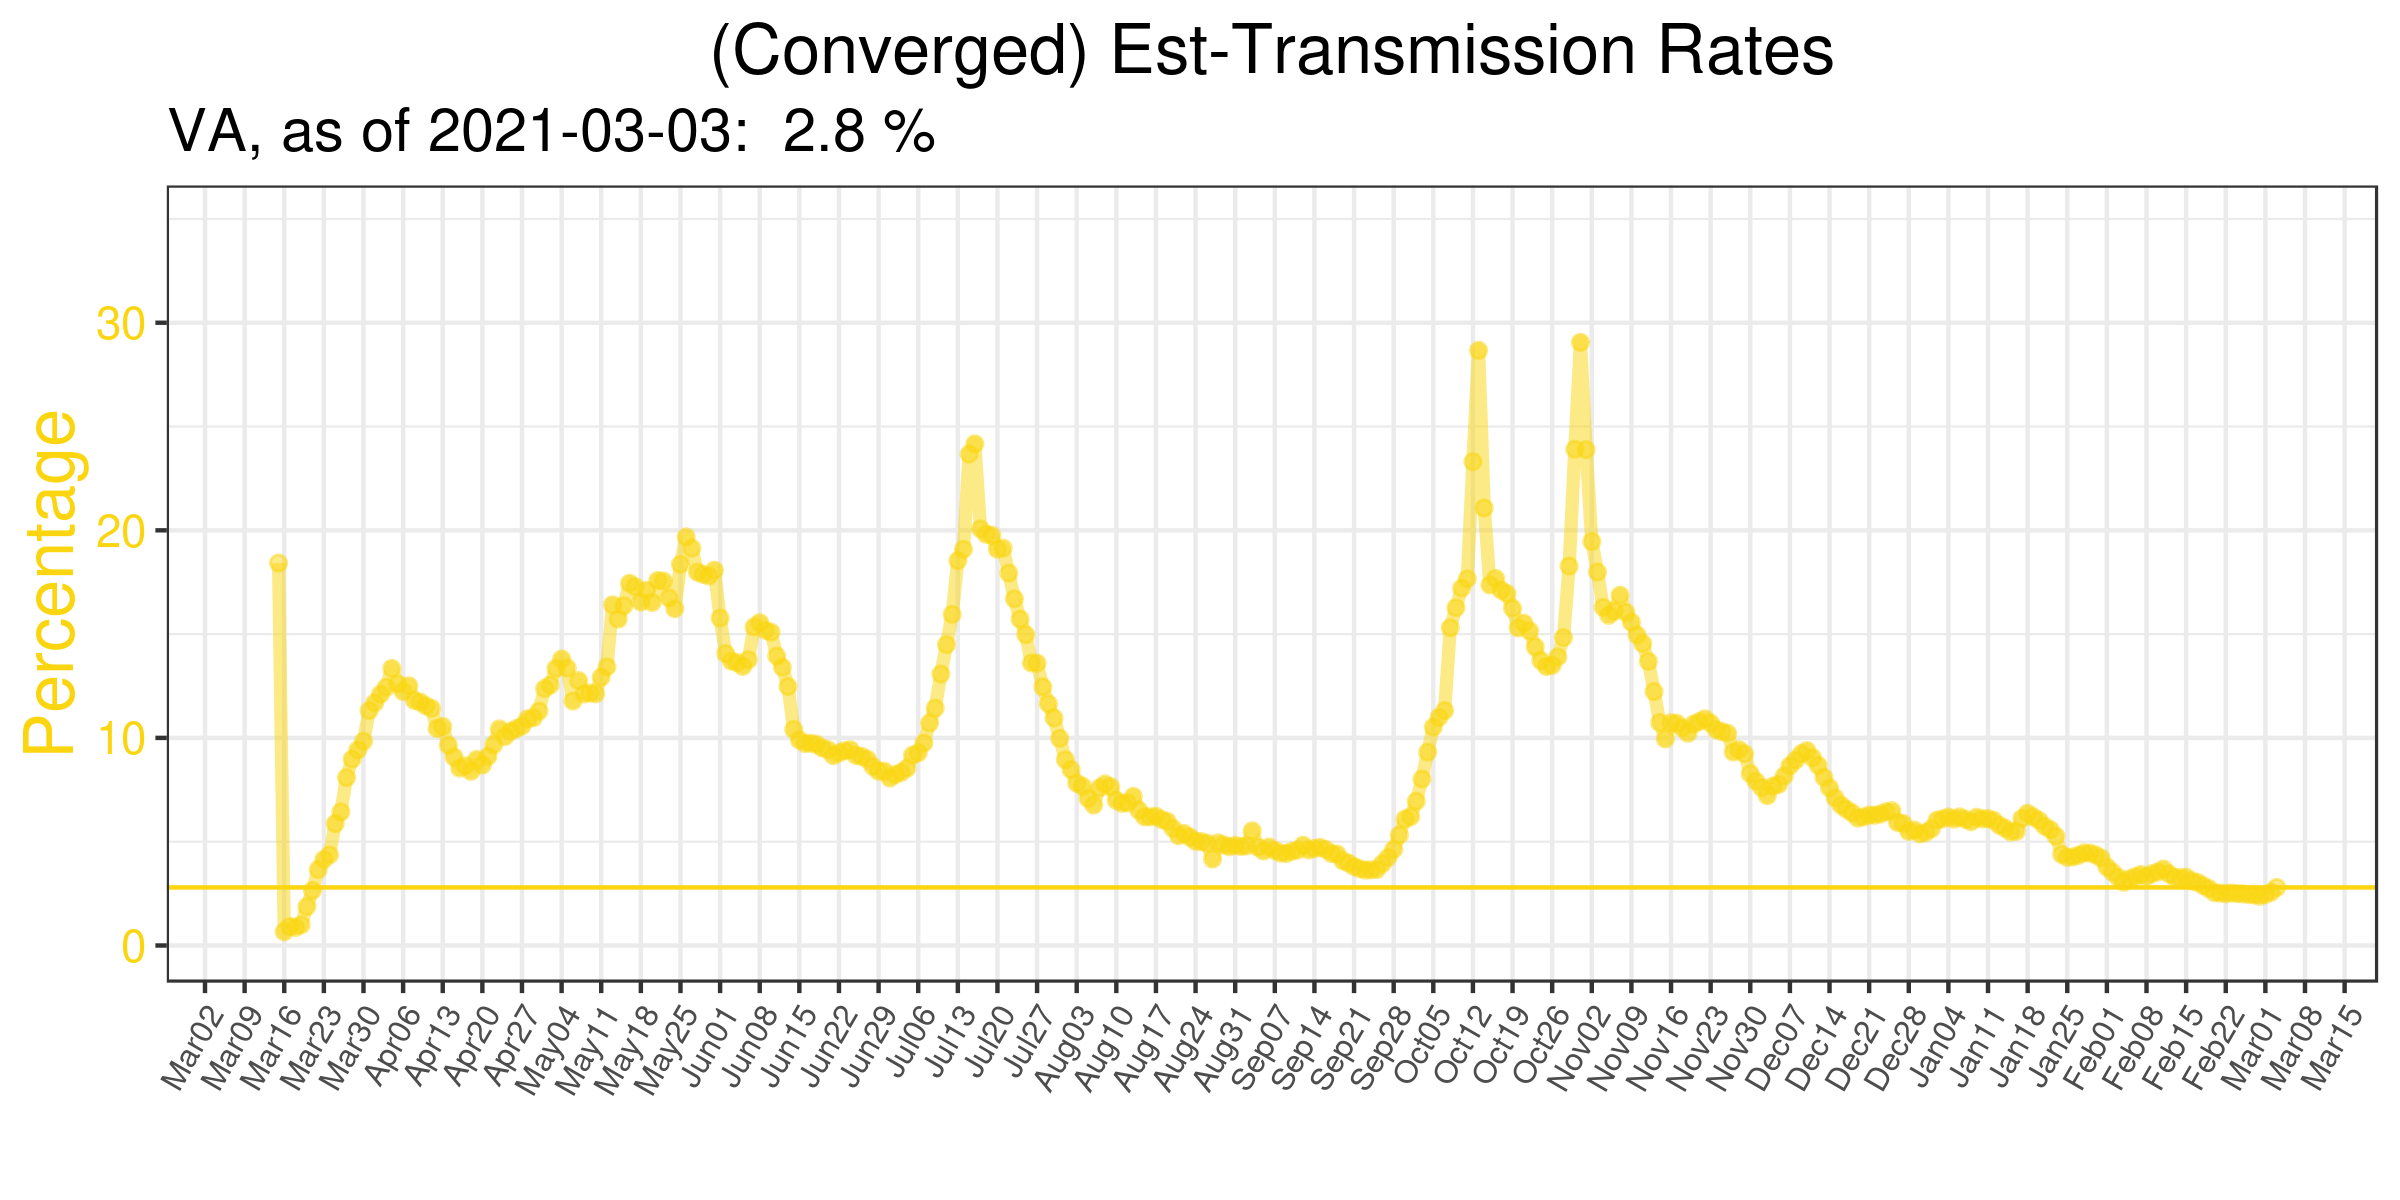 (Converged) Est-Transmission Rates
VA, as of 2021-03-03:  2.8 %
Percentage
30
20
10
0
Mar02 Mar09 Mar16 Mar23 Mar30 Apr06 Apr13 Apr20 Apr27 May04 May11 May18 May25 Jun01 Jun08 Jun15 Jun22 Jun29 Jul06 Jul13 Jul20 Jul27 Aug03 Aug10 Aug17 Aug24 Aug31 Sep07 Sep14 Sep21 Sep28 Oct05 Oct12 Oct19 Oct26 Nov02 Nov09 Nov16 Nov23 Nov30 Dec07 Dec14 Dec21 Dec28 Jan04 Jan11 Jan18 Jan25 Feb01 Feb08 Feb15 Feb22 Mar01 Mar08 Mar15